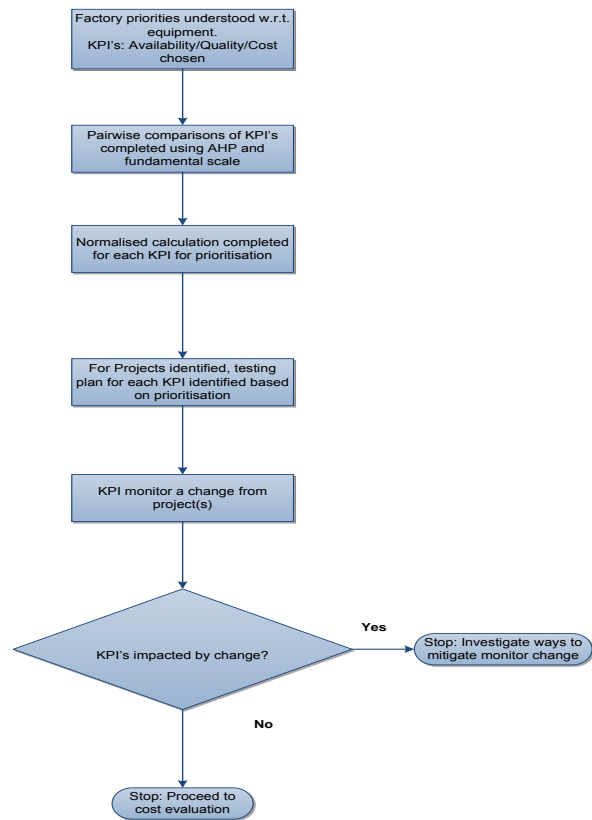 Factory priorities understood w.r.t.
equipment.
KPI's: Availability/Quality/Cost
chosen
Pairwise comparisons of KPI's
completed using AHP and
fundamental scale
Normalised calculation completed
for each KPI for prioritisation
For Projects identified, testing
plan for each KPI identified based
on prioritisation
KPI monitor a change from
project(s)
KPI's impacted by change?
Yes
Stop: Investigate ways to
mitigate monitor change
No
Stop: Proceed to
cost evaluation